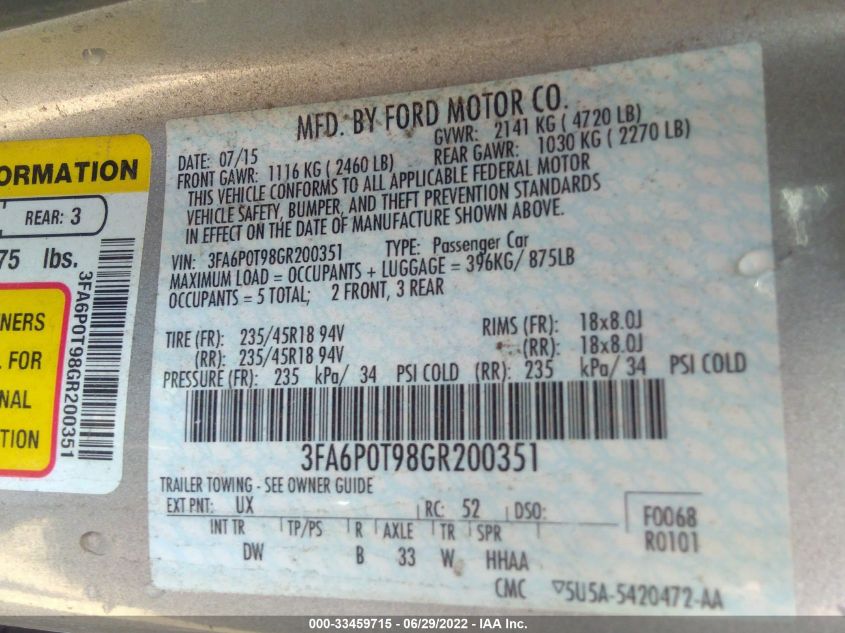 MFD. BY FORD MOTOR CO.
DATE: 07/15
GVWR: 2141 KG ( 4720 LB)
FRONT GAWR: 1116 KG ( 2460 LB)
REAR GAWR: 1030 KG ( 2270 LB)
THIS VEHICLE CONFORMS TO ALL APPLICABLE FEDERAL MOTOR
VEHICLE SAFETY, BUMPER, AND THEFT PREVENTION STANDARDS
IN EFFECT ON THE DATE OF MANUFACTURE SHOWN ABOVE.
VIN: 3FA6P0T98GR200351 TYPE: Passenger Car
MAXIMUM LOAD = OCCUPANTS + LUGGAGE = 396KG/ 875LB
OCCUPANTS = 5 TOTAL; 2 FRONT, 3 REAR
TIRE (FR): 235/45R18 94V RIMS (FR): 18x8.0J
(RR): 235/45R18 94V (RR): 18x8.0J
PRESSURE (FR): 235 kPa/ 34 PSI COLD (RR): 235 kPa/ 34 PSI COLD
3FA6P0T98GR200351
TRAILER TOWING - SEE OWNER GUIDE
EXT PNT: UX RC: 52 DSO:
INT TR TP/PS R AXLE TR SPR
DW B 33 W HHAA
F0068
R0101
CMC 5U5A-5420472-AA
ORMATION
REAR: 3
75 lbs.
3FA6P0T98GR200351
NERS
L FOR
NAL
TION
000-33459715 - 06/29/2022 - IAA Inc.